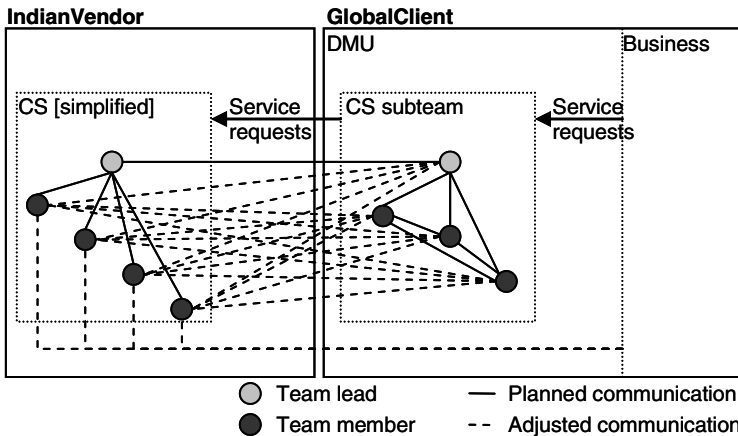 IndianVendor
GlobalClient
DMU
Business
CS [simplified]
Service
requests
CS subteam
Service
requests
Team lead
Planned communication
Team member
Adjusted communication